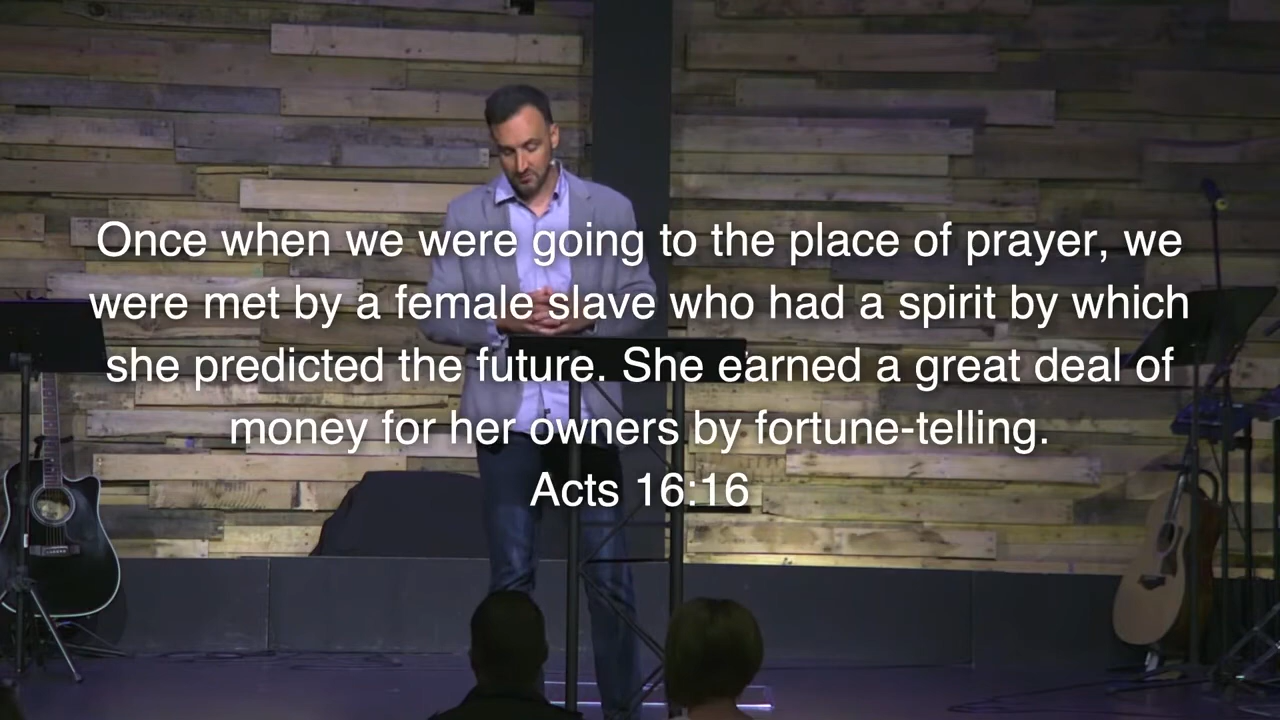 Once when we were going to the place of prayer, we
were met by a female slave who had a spirit by which
she predicted the future. She earned a great deal of
money for her owners by fortune-telling.
Acts 16:16